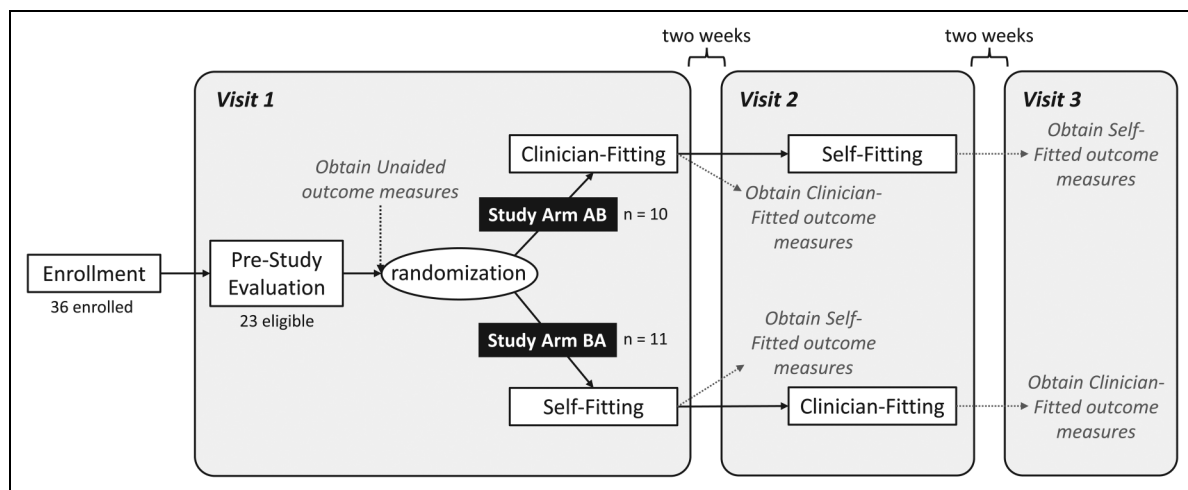 two weeks
two weeks
Visit 1
Visit 2
Visit 3
Obtain Unaided
outcome measures
Clinician-Fitting
Self-Fitting
Obtain Self-
Fitted outcome
measures
Study Arm AB
n = 10
Obtain Clinician-
Fitted outcome
measures
Enrollment
36 enrolled
Pre-Study
Evaluation
23 eligible
randomization
Study Arm BA
n = 11
Obtain Self-
Fitted outcome
measures
Self-Fitting
Clinician-Fitting
Obtain Clinician-
Fitted outcome
measures